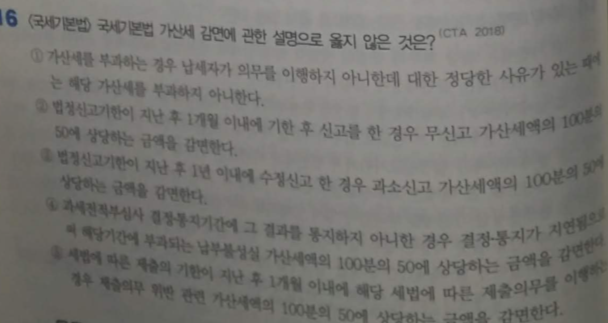 16 (국세기본법) 국세기본법 가산세 감면에 관한 설명으로 옳지 않은 것은? (CTA 2018)
① 가산세를 부과하는 경우 납세자가 의무를 이행하지 아니한데 대한 정당한 사유가 있는 때에
는 해당 가산세를 부과하지 아니한다.
② 법정신고기한이 지난 후 1개월 이내에 기한 후 신고를 한 경우 무신고 가산세액의 100분의
50에 상당하는 금액을 감면한다.
③ 법정신고기한이 지난 후 1년 이내에 수정신고 한 경우 과소신고 가산세액의 100분의 50에
상당하는 금액을 감면한다.
④ 과세전적부심사 결정·통지기간에 그 결과를 통지하지 아니한 경우 결정·통지가 지연됨으로
써 해당기간에 부과되는 납부불성실 가산세액의 100분의 50에 상당하는 금액을 감면한다
⑤ 세법에 따른 제출의 기한이 지난 후 1개월 이내에 해당 세법에 따른 제출의무를 이행하는
경우 제출의무 위반 관련 가산세액의 100분의 50에 상당하는 금액을 감면한다.